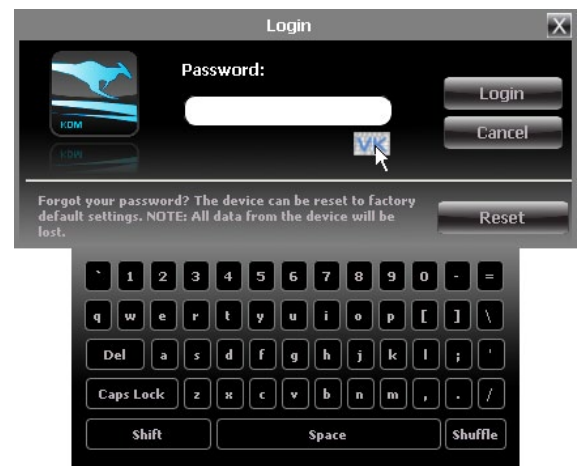 Login
X
Password:
KDM
Login
VK
Cancel
Forgot your password? The device can be reset to factory
default settings. NOTE: All data from the device will be
lost.
Reset
` 1 2 3 4 5 6 7 8 9 0 - =
q w e r t y u i o p [ ] \
Del a s d f g h j k l ; '
Caps Lock z x c v b n m , . /
Shift Space Shuffle